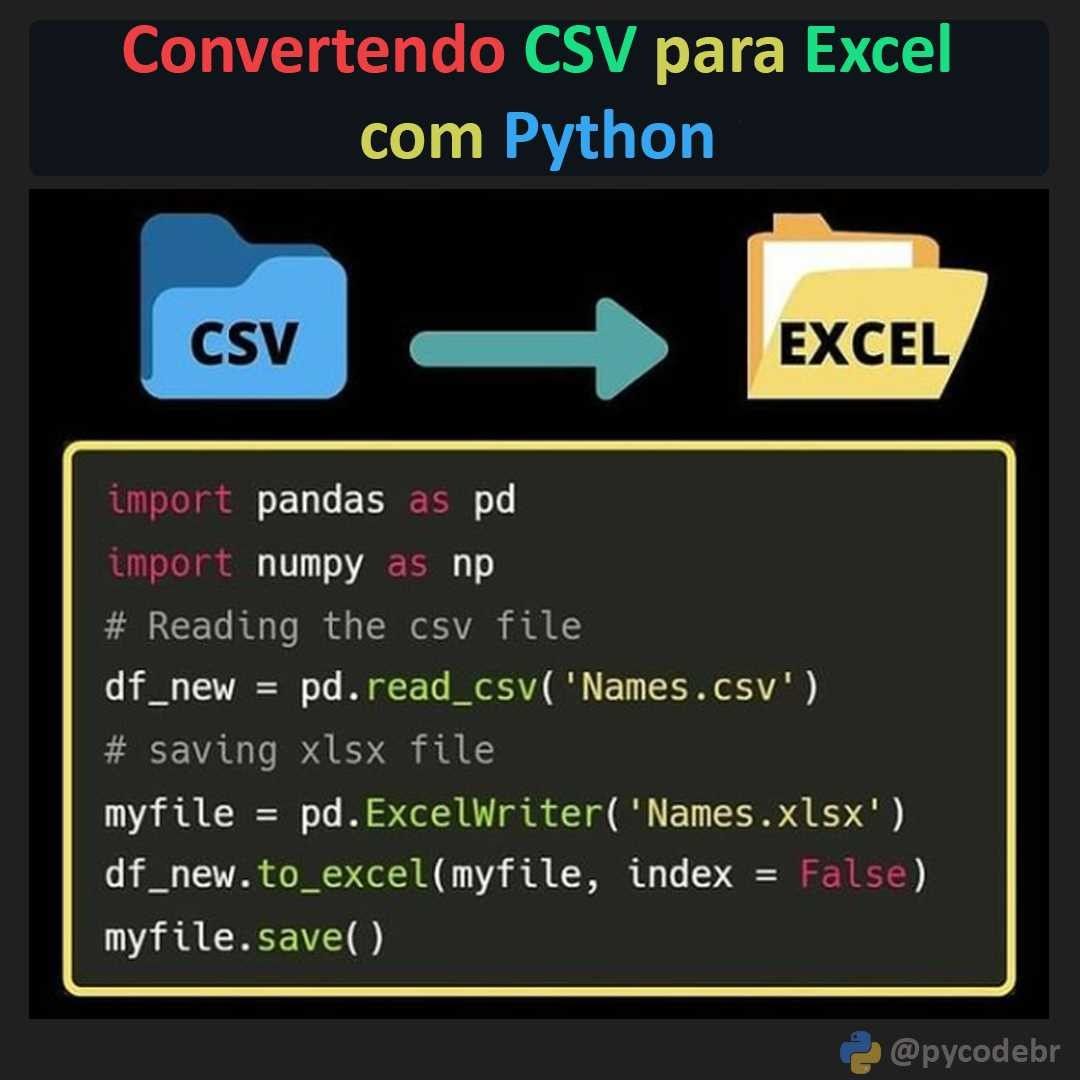 Convertendo CSV para Excel
com Python
CSV
EXCEL
import pandas as pd
import numpy as np
# Reading the csv file
df_new = pd.read_csv('Names.csv')
# saving xlsx file
myfile = pd.ExcelWriter('Names.xlsx')
df_new.to_excel(myfile, index = False)
myfile.save()
@pycodebr